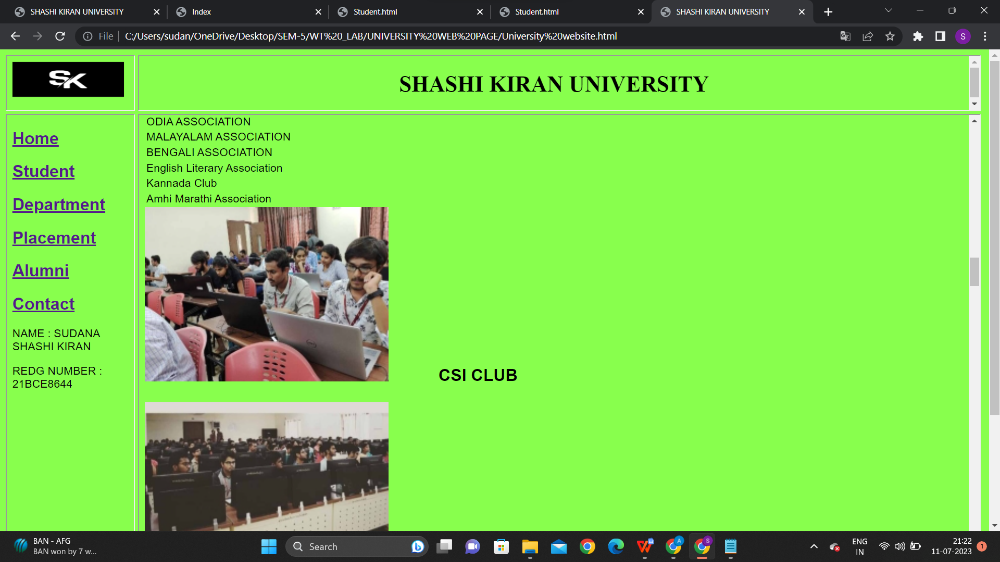 SHASHI KIRAN UNIVERSITY
Index
Student.html
Student.html
SHASHI KIRAN UNIVERSITY
File
C:/Users/sudan/OneDrive/Desktop/SEM-5/WT%20_LAB/UNIVERSITY%20WEB%20PAGE/University%20website.html
S
SK
SHASHI KIRAN UNIVERSITY
Home
Student
Department
Placement
Alumni
Contact
NAME : SUDANA
SHASHI KIRAN
REDG NUMBER :
21BCE8644
ODIA ASSOCIATION
MALAYALAM ASSOCIATION
BENGALI ASSOCIATION
English Literary Association
Kannada Club
Amhi Marathi Association
CSI CLUB
BAN - AFG
BAN won by 7 w...
Search
A
S
ENG
IN
21:22
11-07-2023
1